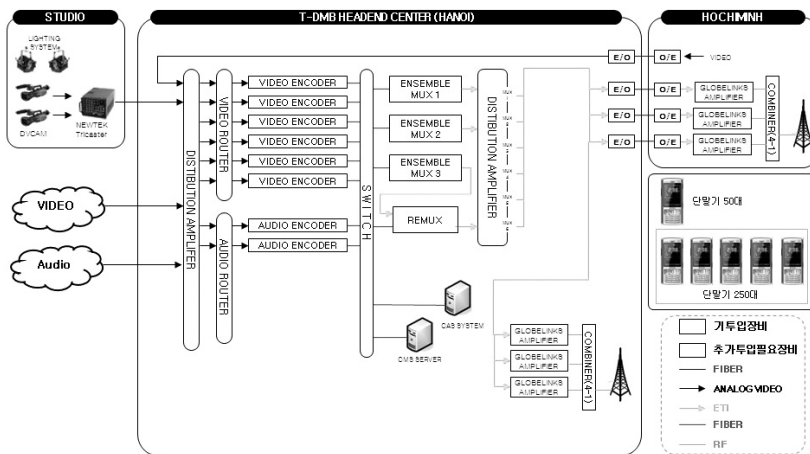 STUDIO
T-DMB HEADEND CENTER (HANOI)
HOCHIMINH
LIGHTING
SYSTEM
DVCAM
NEWTEK
Tricaster
VIDEO
Audio
DISTIBUTION AMPLIFER
VIDEO ROUTER
AUDIO ROUTER
VIDEO ENCODER
VIDEO ENCODER
VIDEO ENCODER
VIDEO ENCODER
VIDEO ENCODER
VIDEO ENCODER
AUDIO ENCODER
AUDIO ENCODER
SWITCH
ENSEMBLE
MUX 1
ENSEMBLE
MUX 2
ENSEMBLE
MUX 3
REMUX
DISTIBUTION AMPLIFIER
CAS SYSTEM
CMS SERVER
GLOBELINKS
AMPLIFIER
GLOBELINKS
AMPLIFIER
GLOBELINKS
AMPLIFIER
COMBINER(4-1)
E/O
E/O
E/O
E/O
O/E
VIDEO
O/E
O/E
O/E
GLOBELINKS
AMPLIFIER
GLOBELINKS
AMPLIFIER
GLOBELINKS
AMPLIFIER
COMBINER(4-1)
단말기 50대
단말기 250대
기투입장비
추가투입필요장비
FIBER
ANALOG VIDEO
ETI
FIBER
RF